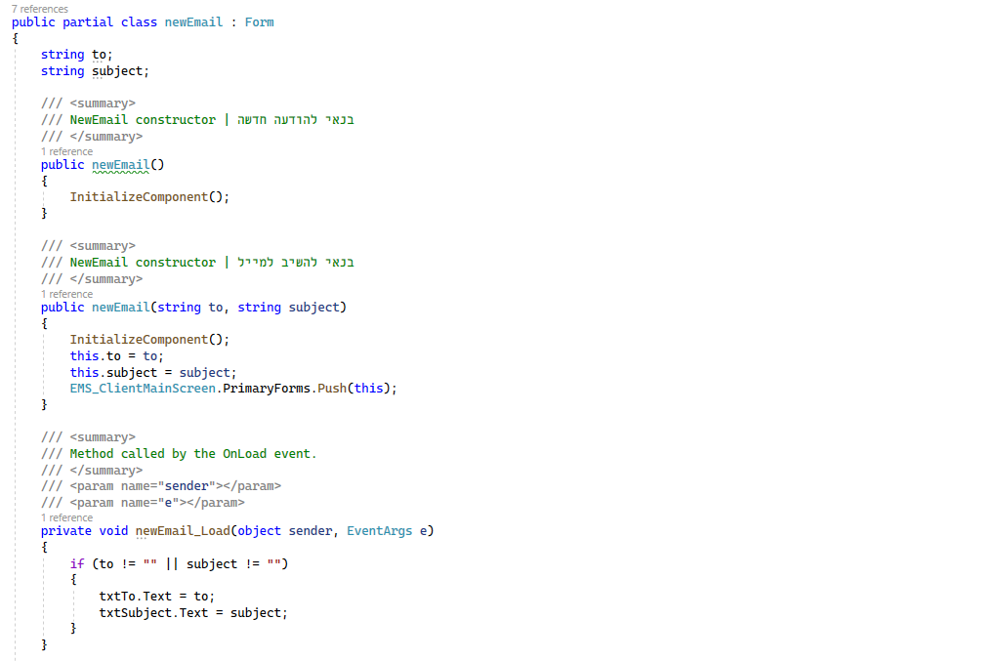 7 references
public partial class newEmail : Form
{
string to;
string subject;
/// <summary>
/// NewEmail constructor | בנאי להודעה חדשה
/// </summary>
1 reference
public newEmail()
{
InitializeComponent();
}
/// <summary>
/// NewEmail constructor | בנאי להשיב למייל
/// </summary>
1 reference
public newEmail(string to, string subject)
{
InitializeComponent();
this.to = to;
this.subject = subject;
EMS_ClientMainScreen.PrimaryForms.Push(this);
}
/// <summary>
/// Method called by the OnLoad event.
/// </summary>
/// <param name="sender"></param>
/// <param name="e"></param>
1 reference
private void newEmail_Load(object sender, EventArgs e)
{
if (to != "" || subject != "")
{
txtTo.Text = to;
txtSubject.Text = subject;
}
}